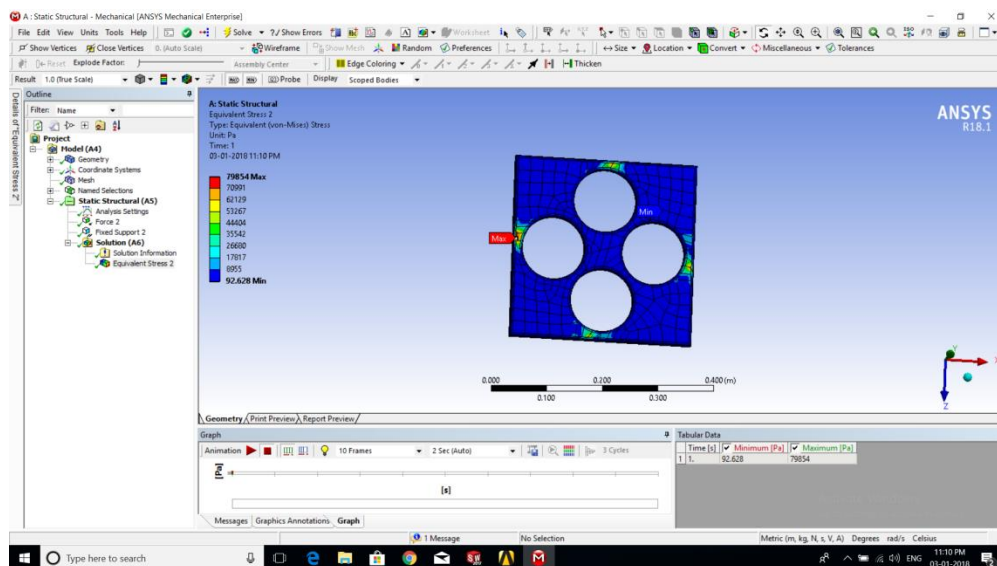 A : Static Structural - Mechanical [ANSYS Mechanical Enterprise]
File Edit View Units Tools Help Solve ?/ Show Errors Worksheet
Show Vertices Close Vertices 0. (Auto Scale) Wireframe Show Mesh Random Preferences Size Location Convert Miscellaneous Tolerances
Reset Explode Factor: Assembly Center Edge Coloring Thicken
Result 1.0 (True Scale) Probe Display Scoped Bodies
Outline
Filter: Name
Project
Model (A4)
Geometry
Coordinate Systems
Mesh
Named Selections
Static Structural (A5)
Analysis Settings
Force 2
Fixed Support 2
Solution (A6)
Solution Information
Equivalent Stress 2
Details of "Equivalent Stress 2"
A: Static Structural
Equivalent Stress 2
Type: Equivalent (von-Mises) Stress
Unit: Pa
Time: 1
03-01-2018 11:10 PM
79854 Max
70991
62129
53267
44404
35542
26680
17817
8955
92.628 Min
ANSYS
R18.1
Min
Max
0.000 0.200 0.400 (m)
0.100 0.300
Y
X
Z
Geometry Print Preview Report Preview
Graph
Animation 10 Frames 2 Sec (Auto) 3 Cycles
[Pa]
[s]
Messages Graphics Annotations Graph
Tabular Data
Time [s] Minimum [Pa] Maximum [Pa]
1 1. 92.628 79854
1 Message No Selection Metric (m, kg, N, s, V, A) Degrees rad/s Celsius
Type here to search ENG 11:10 PM
03-01-2018